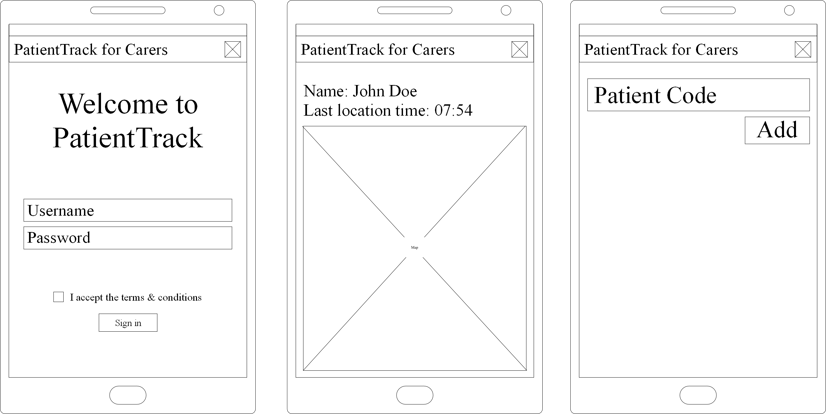 PatientTrack for Carers
Welcome to
PatientTrack
Username
Password
I accept the terms & conditions
Sign in
PatientTrack for Carers
Name: John Doe
Last location time: 07:54
Map
PatientTrack for Carers
Patient Code
Add